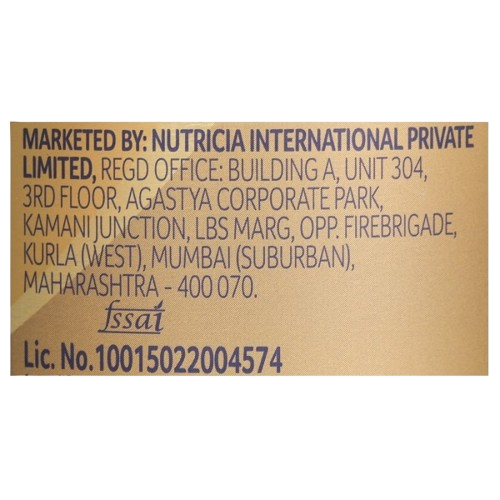 MARKETED BY: NUTRICIA INTERNATIONAL PRIVATE
LIMITED, REGD OFFICE: BUILDING A, UNIT 304,
3RD FLOOR, AGASTYA CORPORATE PARK,
KAMANI JUNCTION, LBS MARG, OPP. FIREBRIGADE,
KURLA (WEST), MUMBAI (SUBURBAN),
MAHARASHTRA - 400 070.
fssai
Lic. No.10015022004574